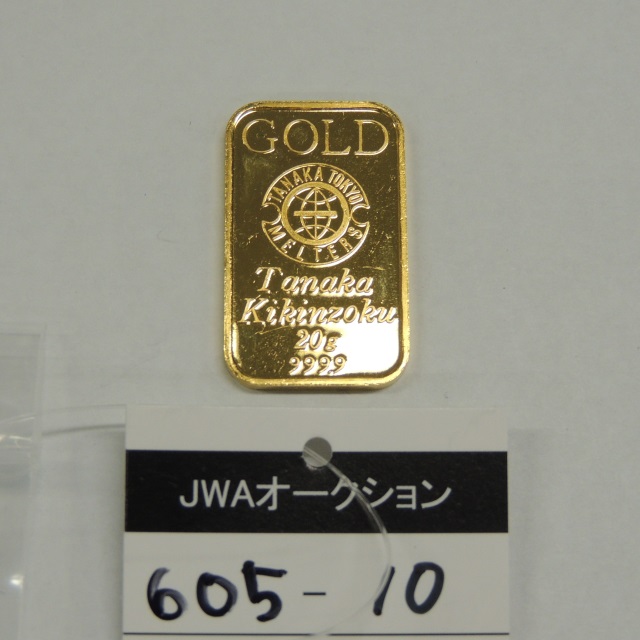 GOLD
TANAKA TOKYO
MELTERS
Tanaka
Kikinzoku
20g
9999
JWAオークション
605-10